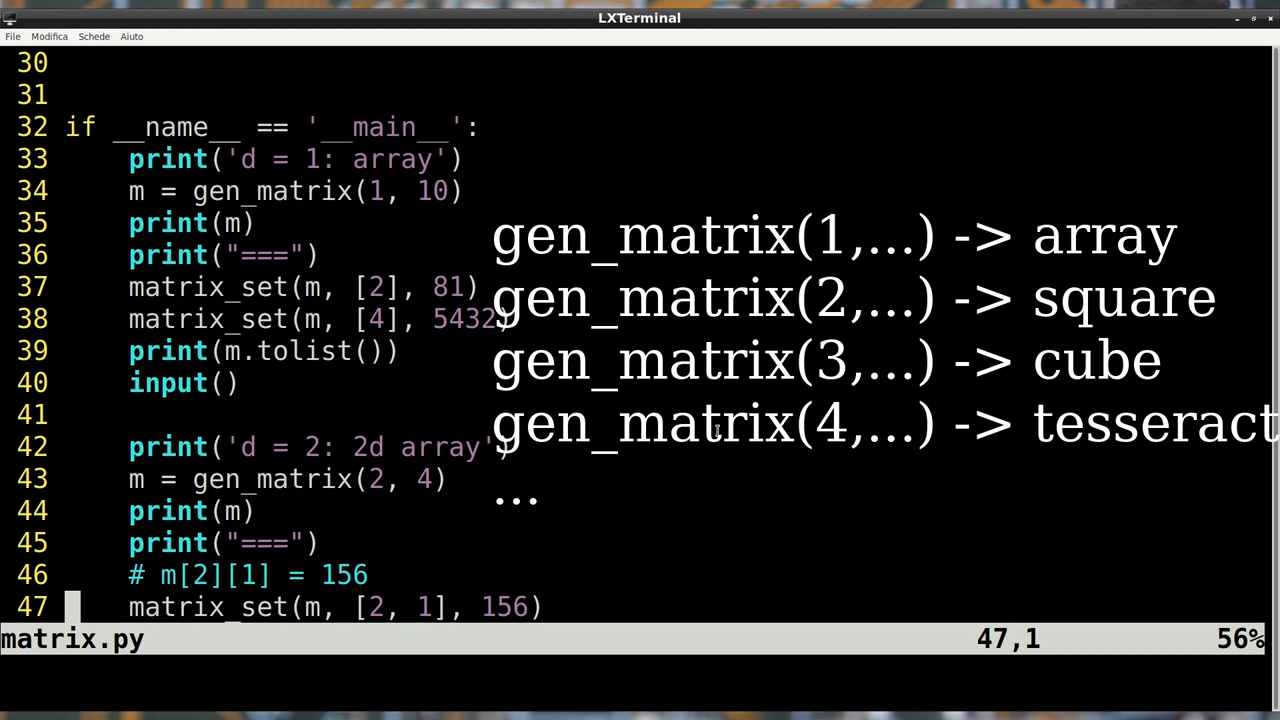 LXTerminal
File Modifica Schede Aiuto
30
31
32 if __name__ == '__main__':
33     print('d = 1: array')
34     m = gen_matrix(1, 10)
35     print(m)
36     print("===")
37     matrix_set(m, [2], 81)
38     matrix_set(m, [4], 5432)
39     print(m.tolist())
40     input()
41
42     print('d = 2: 2d array')
43     m = gen_matrix(2, 4)
44     print(m)
45     print("===")
46     # m[2][1] = 156
47     matrix_set(m, [2, 1], 156)
gen_matrix(1,...) -> array
gen_matrix(2,...) -> square
gen_matrix(3,...) -> cube
gen_matrix(4,...) -> tesseract
...
matrix.py 47,1 56%